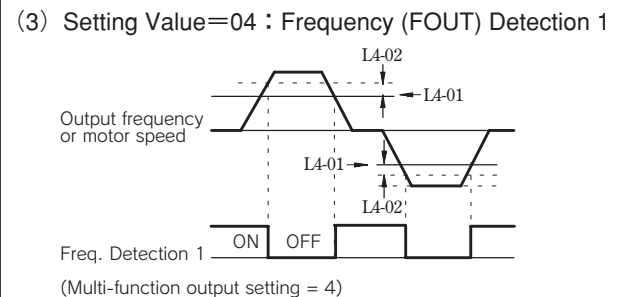 (3) Setting Value＝04：Frequency (FOUT) Detection 1
L4-02
L4-01
Output frequency
or motor speed
L4-01
L4-02
ON OFF
Freq. Detection 1
(Multi-function output setting = 4)